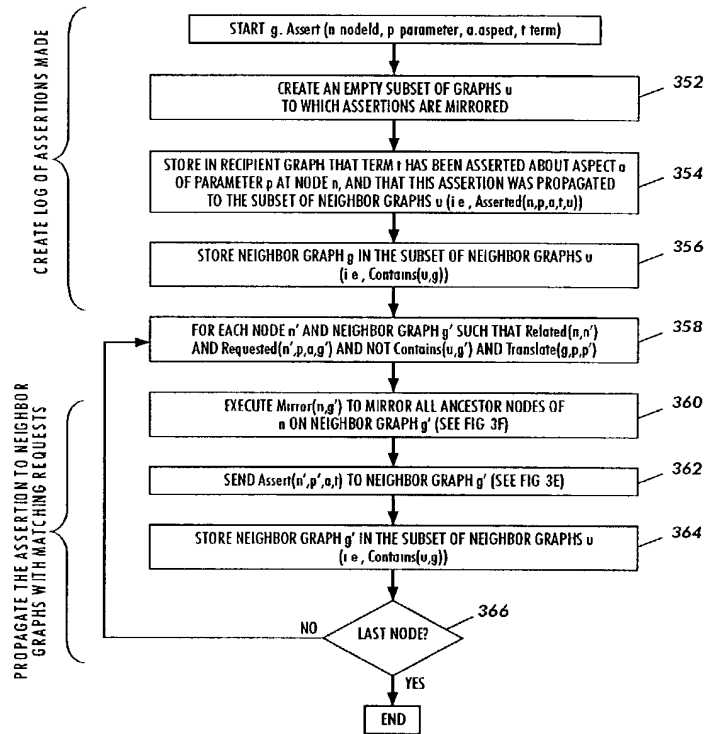 START g. Assert (n nodeId, p parameter, a.aspect, t term)
CREATE LOG OF ASSERTIONS MADE
352
CREATE AN EMPTY SUBSET OF GRAPHS u
TO WHICH ASSERTIONS ARE MIRRORED
354
STORE IN RECIPIENT GRAPH THAT TERM t HAS BEEN ASSERTED ABOUT ASPECT a
OF PARAMETER p AT NODE n, AND THAT THIS ASSERTION WAS PROPAGATED
TO THE SUBSET OF NEIGHBOR GRAPHS u (i e , Asserted(n,p,a,t,u))
356
STORE NEIGHBOR GRAPH g IN THE SUBSET OF NEIGHBOR GRAPHS u
(i e , Contains(u,g))
358
FOR EACH NODE n' AND NEIGHBOR GRAPH g' SUCH THAT Related(n,n')
AND Requested(n',p,a,g') AND NOT Contains(u,g') AND Translate(g,p,p')
PROPAGATE THE ASSERTION TO NEIGHBOR
GRAPHS WITH MATCHING REQUESTS
360
EXECUTE Mirror(n,g') TO MIRROR ALL ANCESTOR NODES OF
n ON NEIGHBOR GRAPH g' (SEE FIG 3F)
362
SEND Assert(n',p',a,t) TO NEIGHBOR GRAPH g' (SEE FIG 3E)
364
STORE NEIGHBOR GRAPH g' IN THE SUBSET OF NEIGHBOR GRAPHS u
(i e , Contains(u,g))
366
NO
LAST NODE?
YES
END